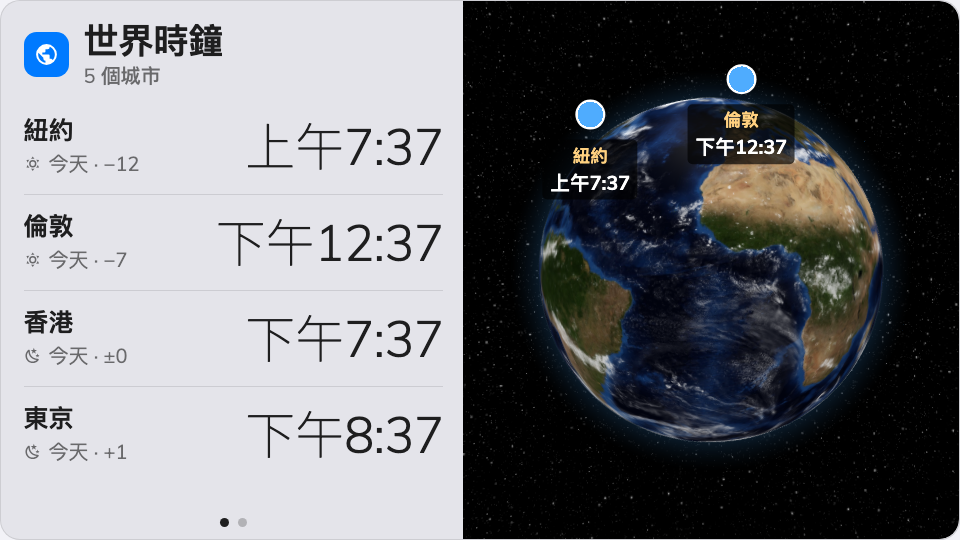 世界時鐘
5 個城市
紐約
今天 · −12
上午7:37
倫敦
今天 · −7
下午12:37
香港
今天 · ±0
下午7:37
東京
今天 · +1
下午8:37
倫敦
下午12:37
紐約
上午7:37